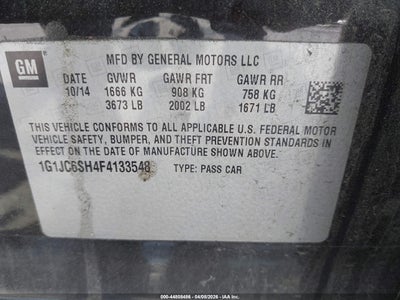 GM
MFD BY GENERAL MOTORS LLC
DATE GVWR GAWR FRT GAWR RR
10/14 1666 KG 908 KG 758 KG
3673 LB 2002 LB 1671 LB
THIS VEHICLE CONFORMS TO ALL APPLICABLE U.S. FEDERAL MOTOR
VEHICLE SAFETY, BUMPER, AND THEFT PREVENTION STANDARDS
IN EFFECT ON THE DATE OF MANUFACTURE SHOWN ABOVE.
1G1JC6SH4F4133548 TYPE: PASS CAR
000-44808486 - 04/08/2026 - IAA Inc.